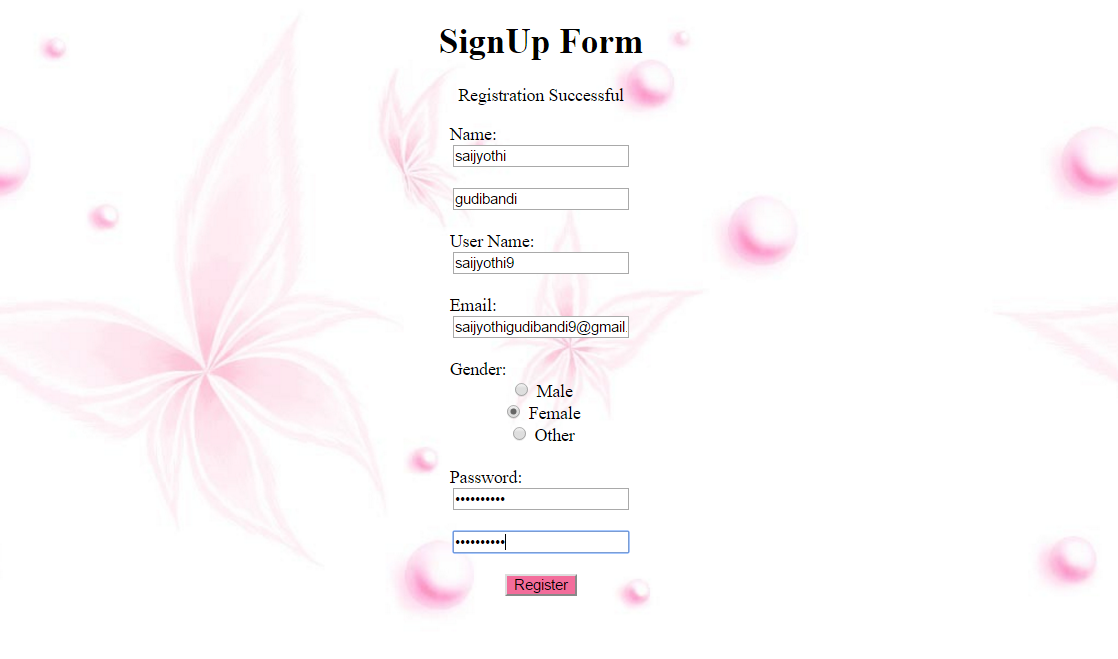 SignUp Form
Registration Successful
Name:
saijyothi
gudibandi
User Name:
saijyothi9
Email:
saijyothigudibandi9@gmail.
Gender:
Male
Female
Other
Password:
••••••••••
••••••••••
Register